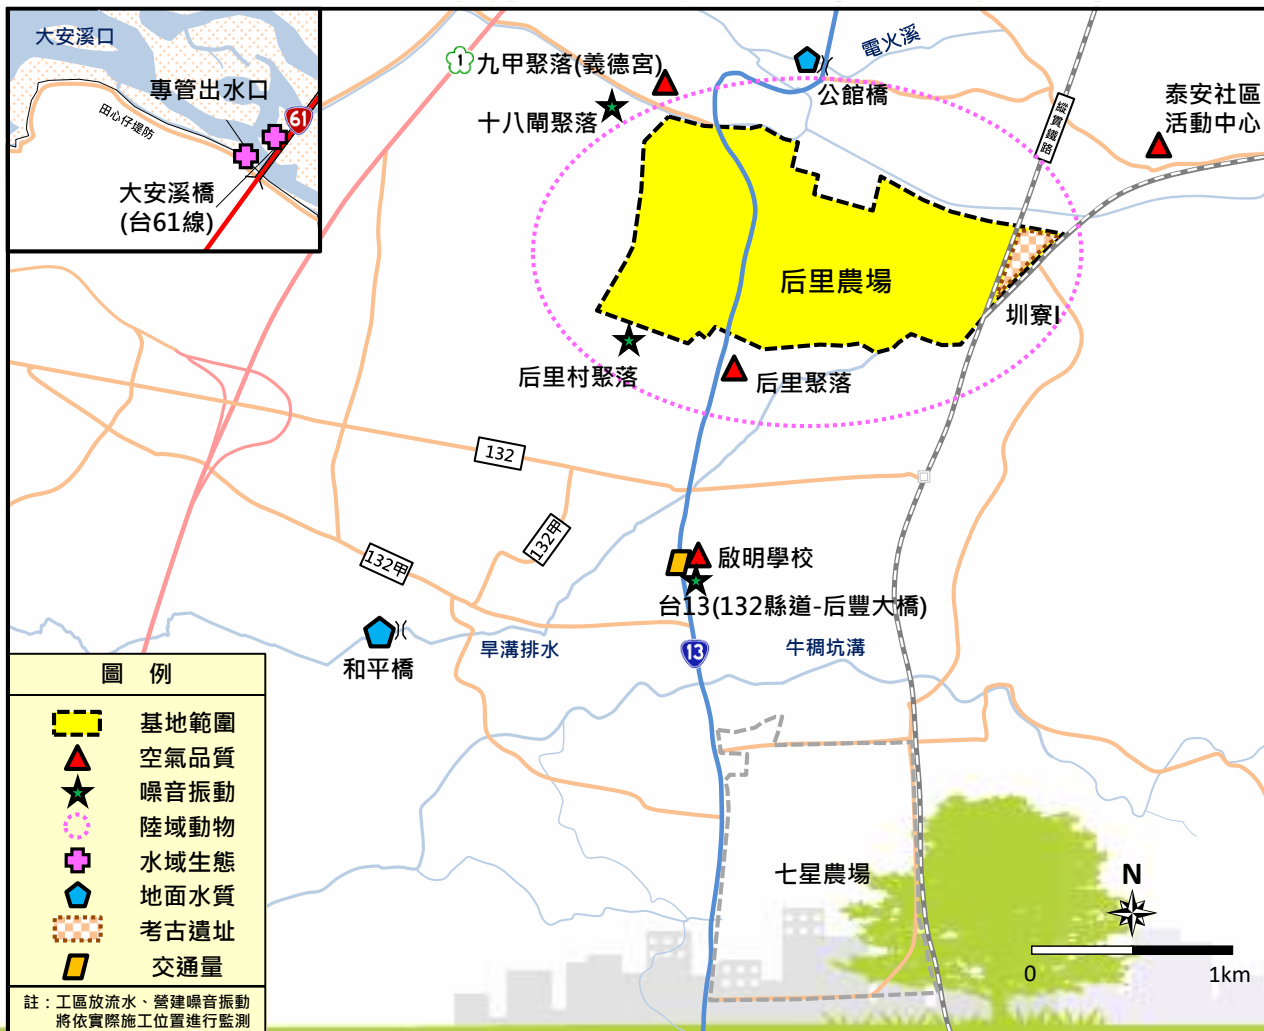 大安溪口
專管出水口
田心仔堤防
61
大安溪橋
(台61線)
1
九甲聚落(義德宮)
十八閘聚落
電火溪
公館橋
縱貫鐵路
泰安社區
活動中心
后里農場
圳寮I
后里村聚落
后里聚落
132
132甲
132甲
啟明學校
台13(132縣道-后豐大橋)
和平橋
旱溝排水
13
牛稠坑溝
七星農場
N
0
1km
圖 例
基地範圍
空氣品質
噪音振動
陸域動物
水域生態
地面水質
考古遺址
交通量
註：工區放流水、營建噪音振動
將依實際施工位置進行監測